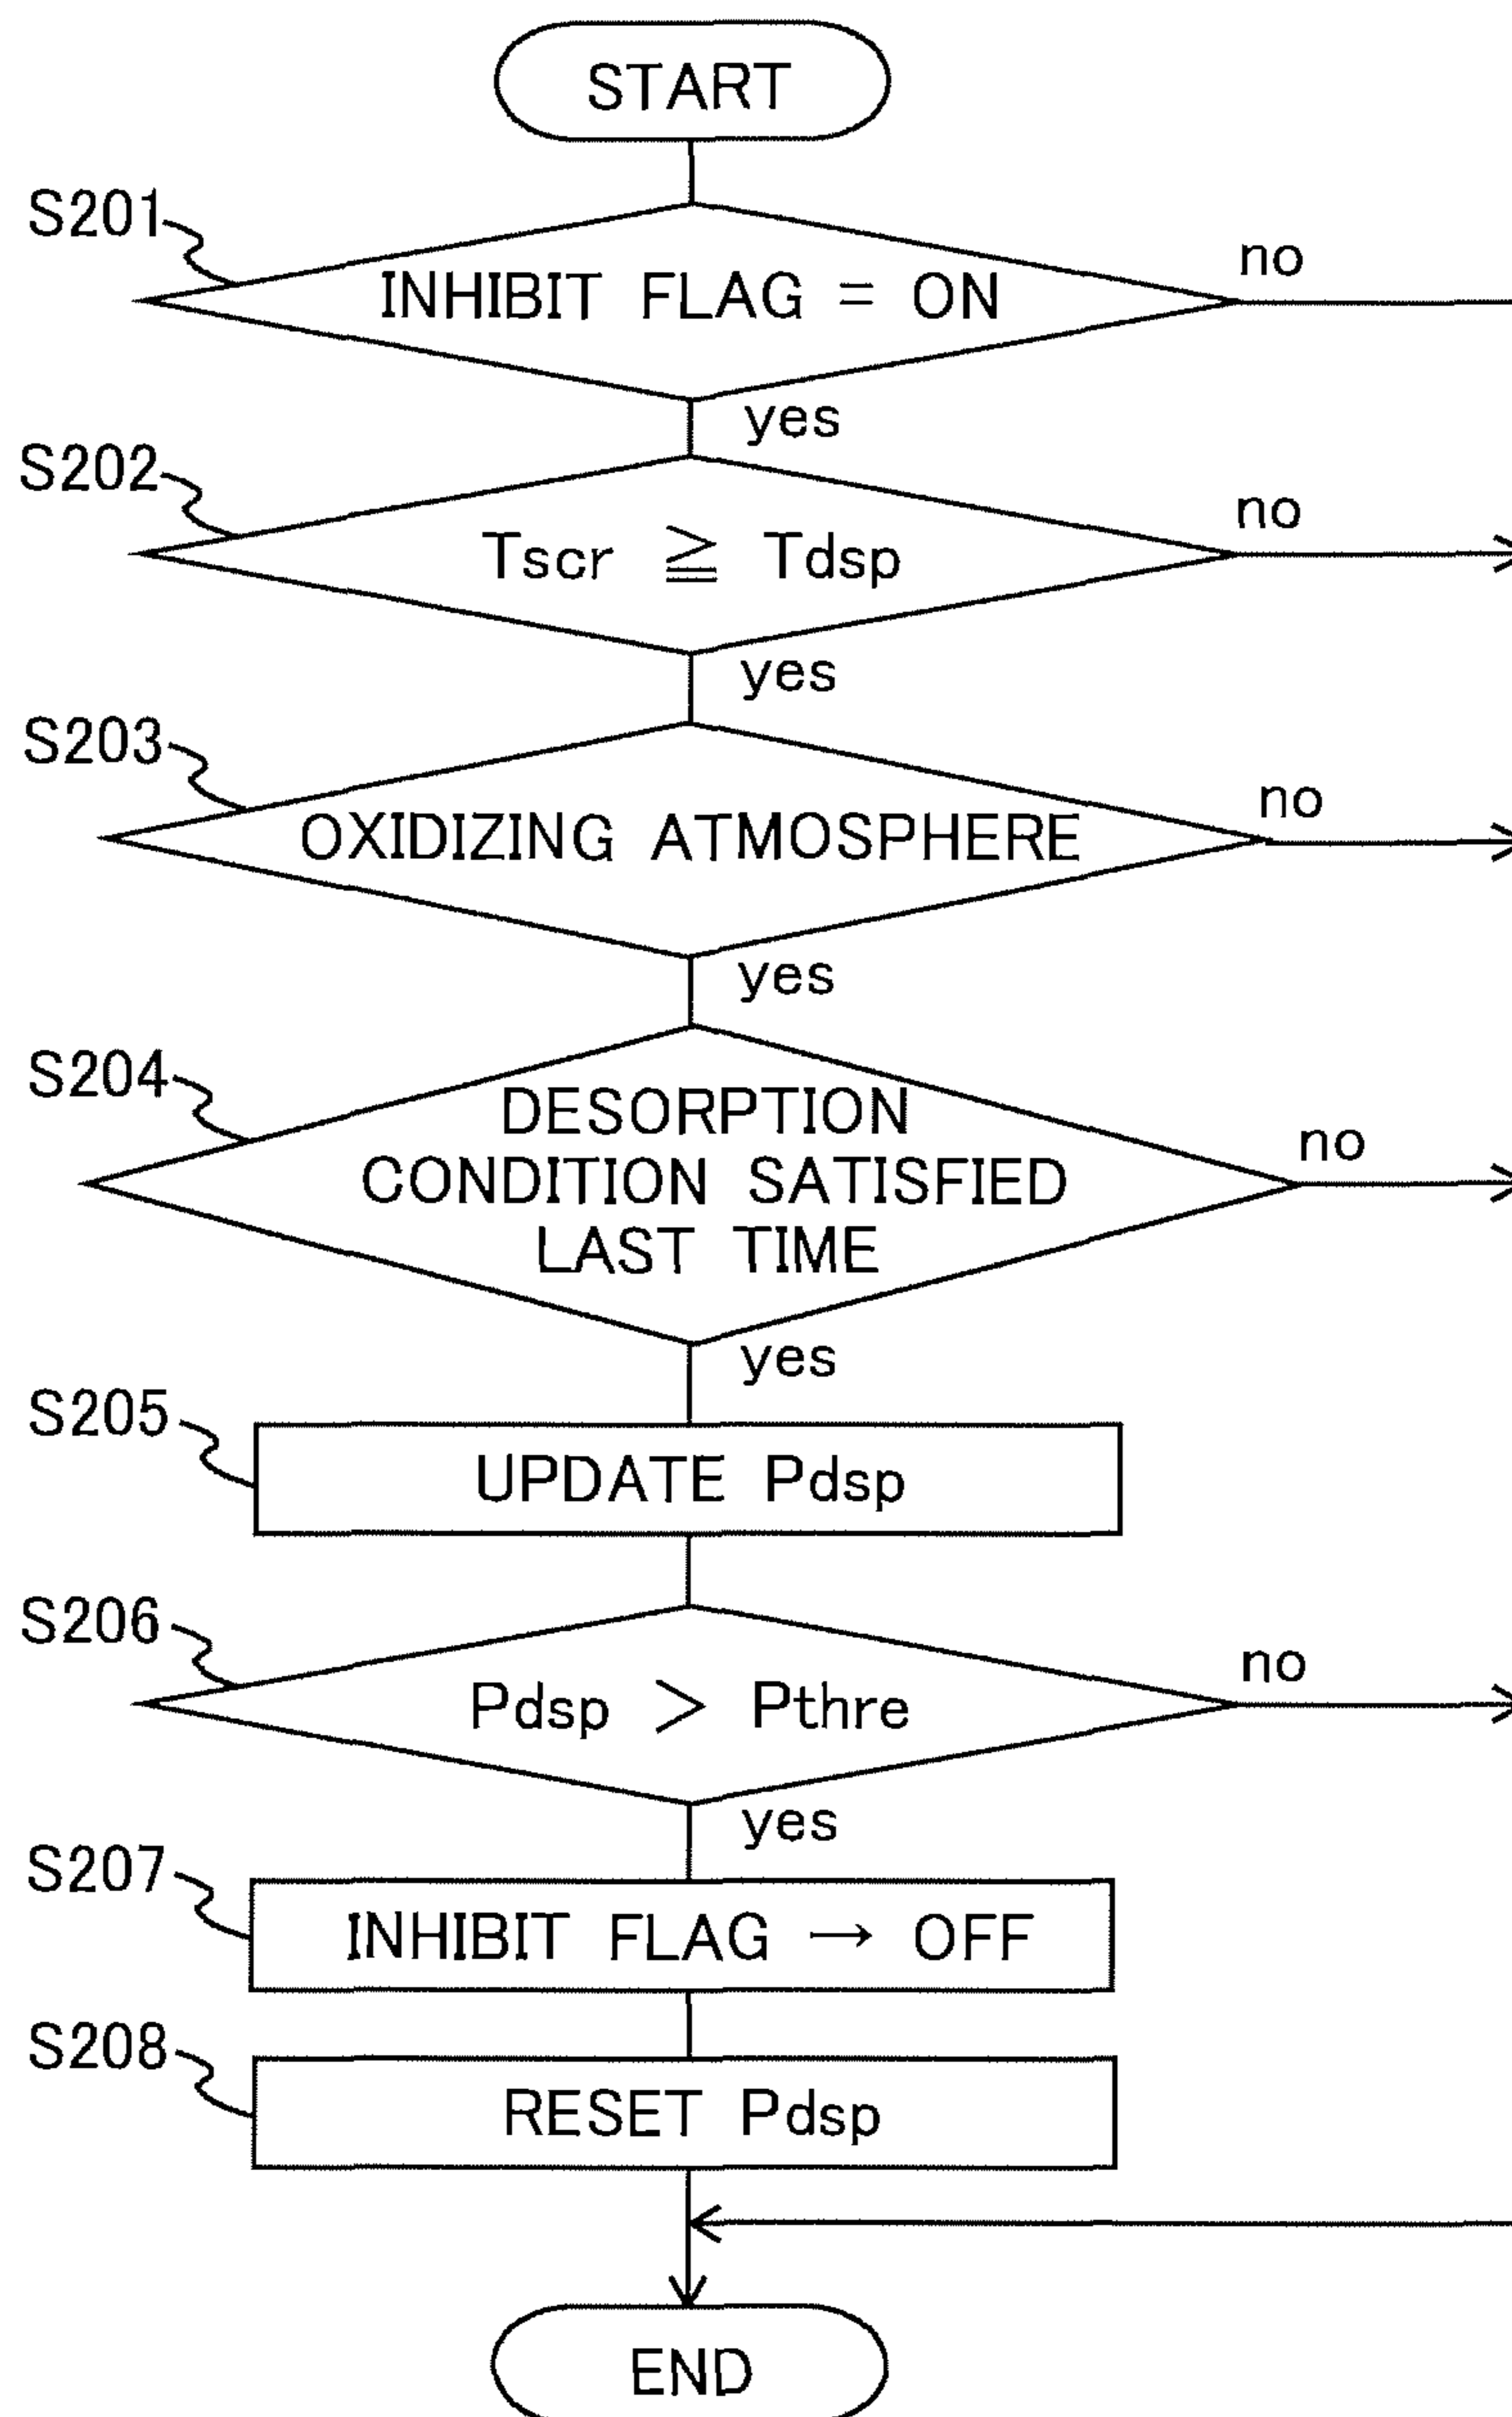 START
S201
INHIBIT FLAG = ON
no
yes
S202
Tscr ≧ Tdsp
no
yes
S203
OXIDIZING ATMOSPHERE
no
yes
S204
DESORPTION
CONDITION SATISFIED
LAST TIME
no
yes
S205
UPDATE Pdsp
S206
Pdsp > Pthre
no
yes
S207
INHIBIT FLAG → OFF
S208
RESET Pdsp
END